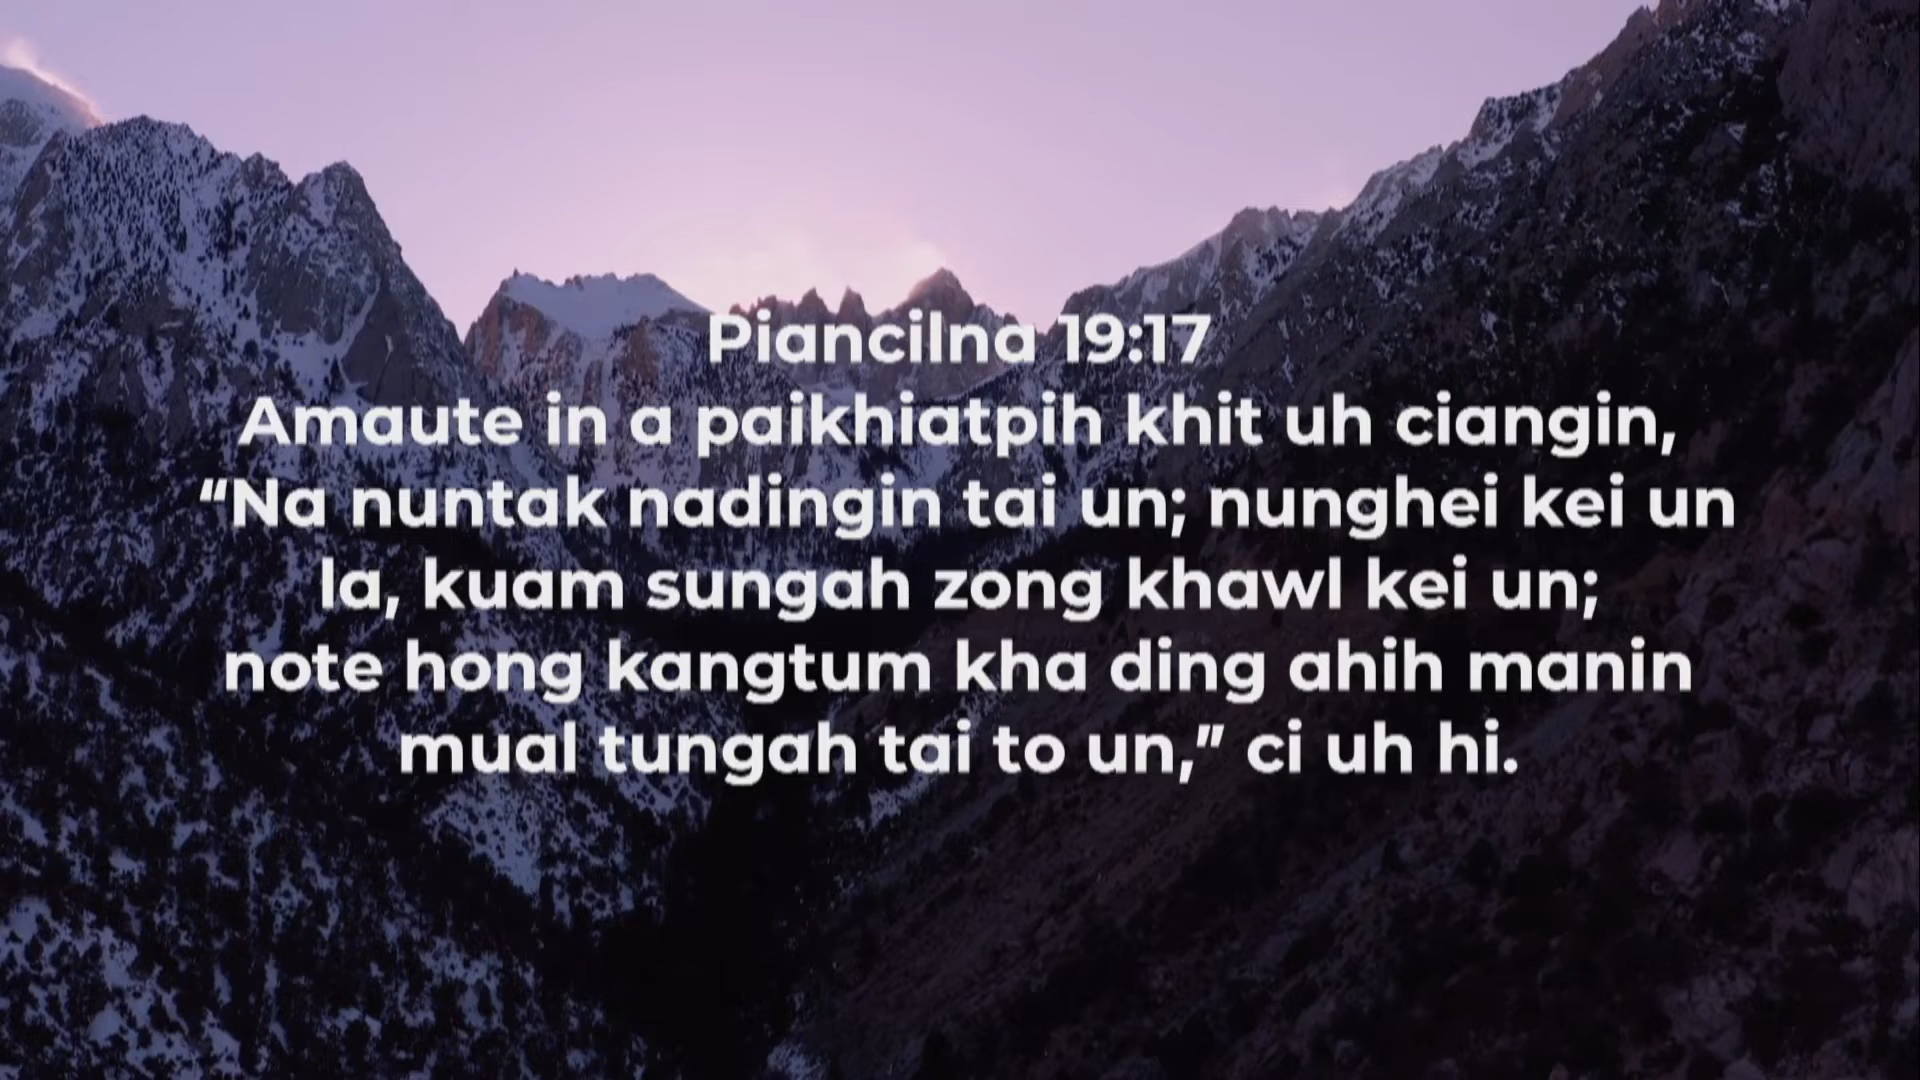 Piancilna 19:17
Amaute in a paikhiatpih khit uh ciangin,
“Na nuntak nadingin tai un; nunghei kei un
la, kuam sungah zong khawl kei un;
note hong kangtum kha ding ahih manin
mual tungah tai to un,” ci uh hi.